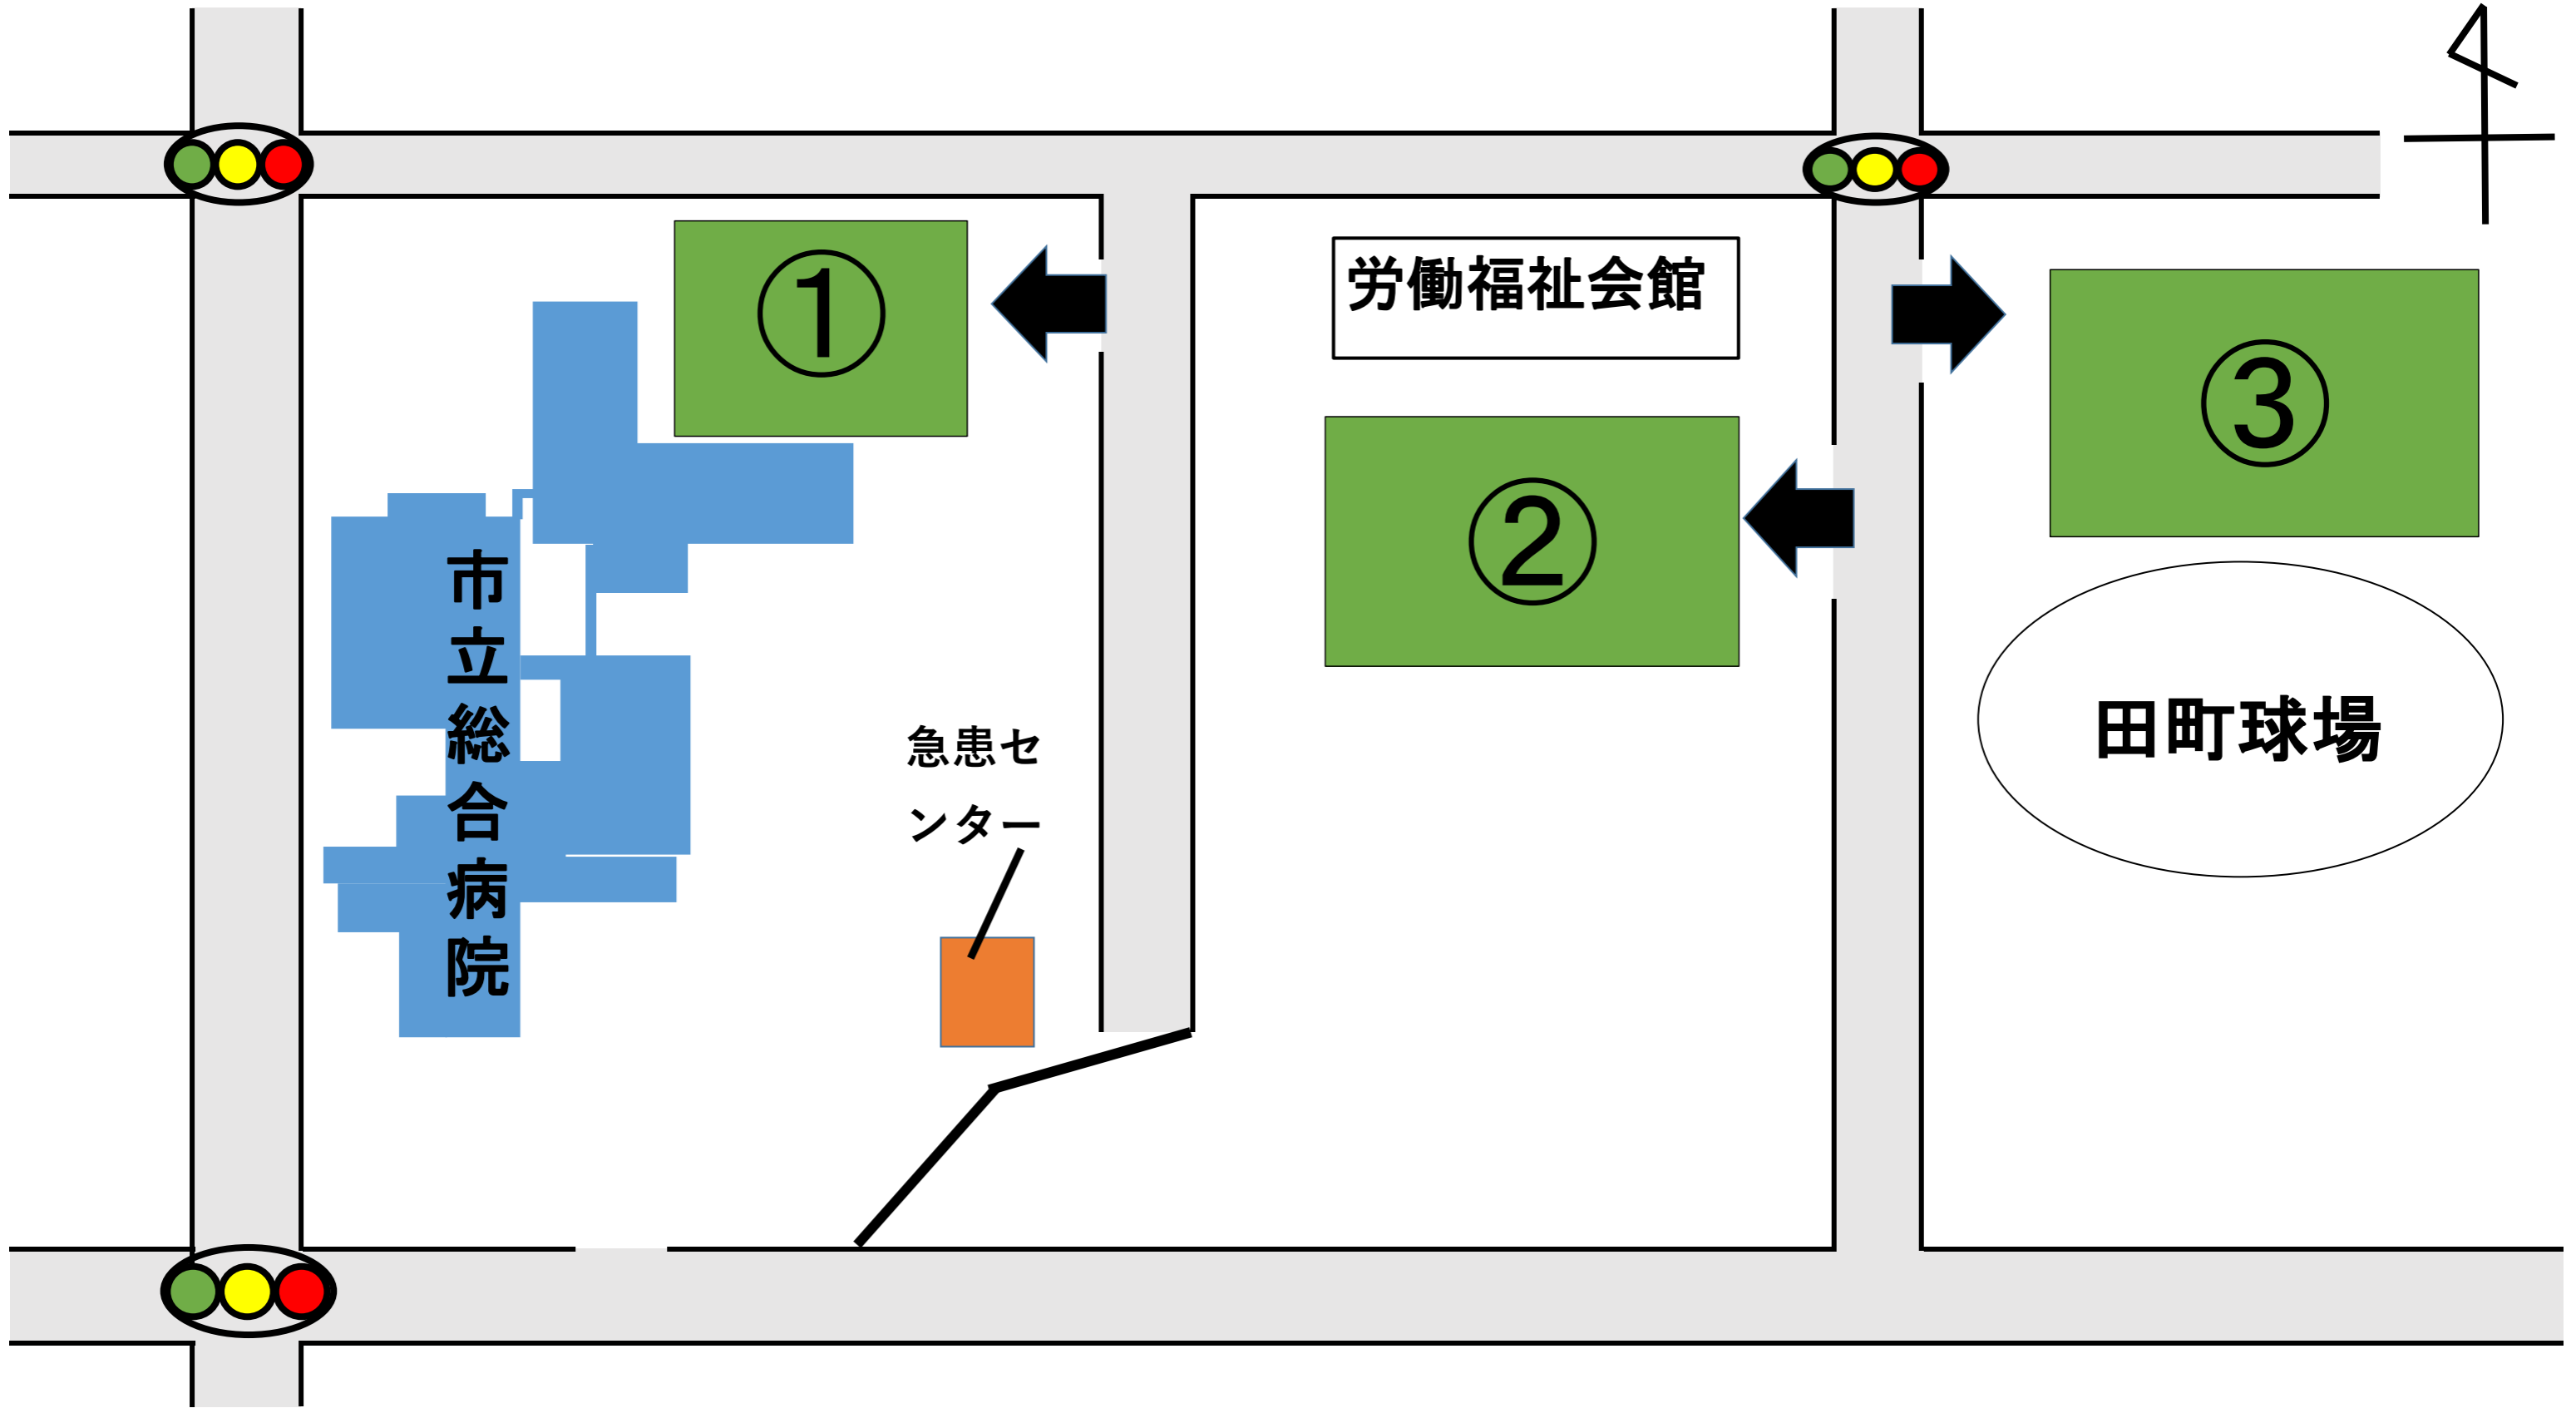 ①
労働福祉会館
③
②
市立総合病院
急患セ
ンター
田町球場